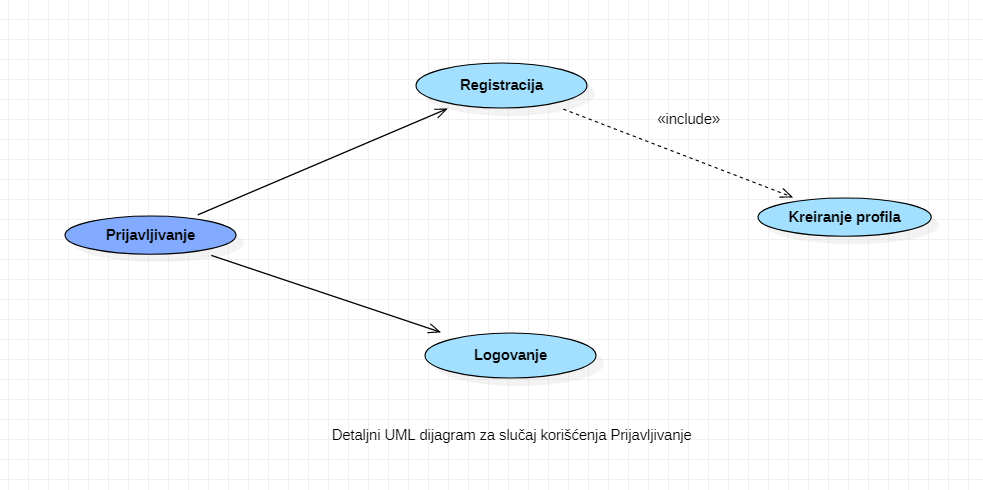 Registracija
«include»
Kreiranje profila
Prijavljivanje
Logovanje
Detaljni UML dijagram za slučaj korišćenja Prijavljivanje